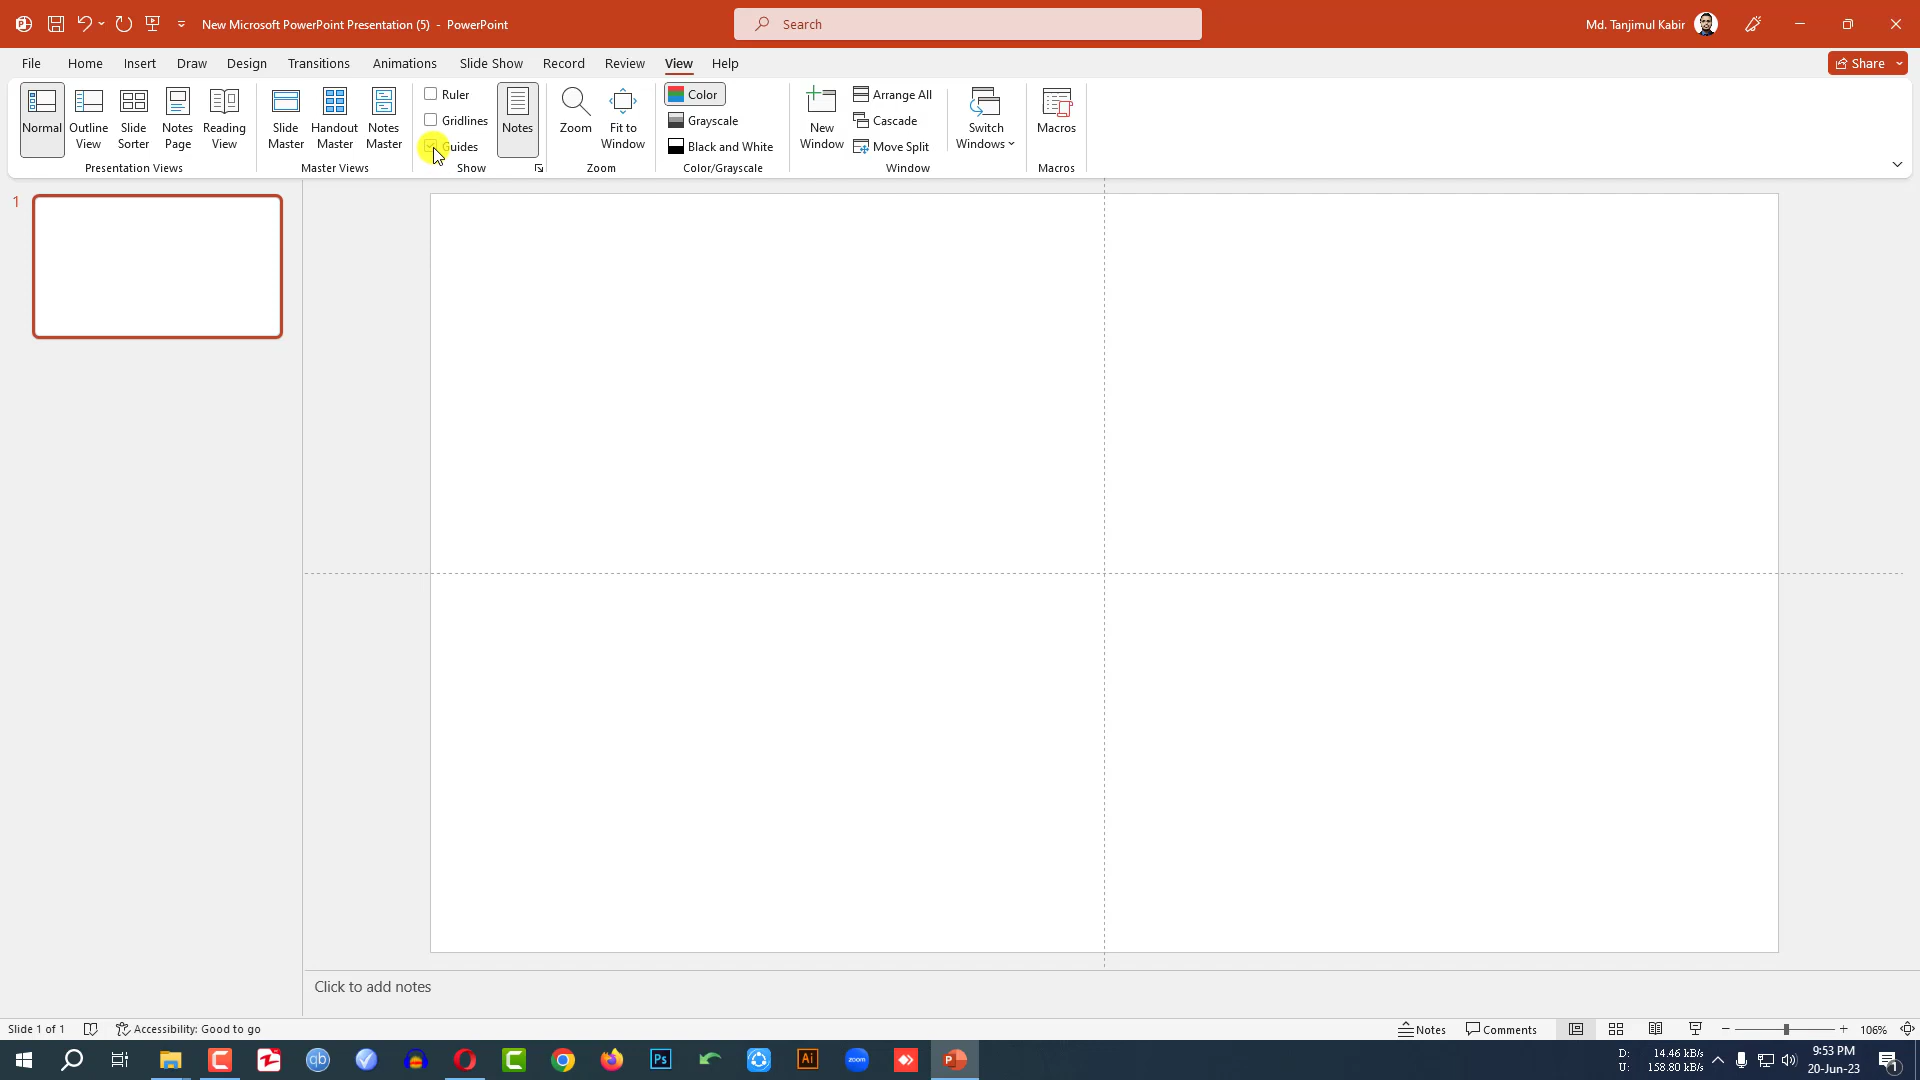 New Microsoft PowerPoint Presentation (5) - PowerPoint
Search
Md. Tanjimul Kabir
File Home Insert Draw Design Transitions Animations Slide Show Record Review View Help
Share
Normal
Outline View
Slide Sorter
Notes Page
Reading View
Presentation Views
Slide Master
Handout Master
Notes Master
Master Views
Ruler
Gridlines
Guides
Notes
Show
Zoom
Fit to Window
Zoom
Color
Grayscale
Black and White
Color/Grayscale
New Window
Arrange All
Cascade
Move Split
Switch Windows
Window
Macros
Macros
1
Click to add notes
Slide 1 of 1
Accessibility: Good to go
Notes
Comments
106%
qb
Ps
Ai
zoom
P
D: 14.46 kB/s
U: 158.80 kB/s
9:53 PM
20-Jun-23
1